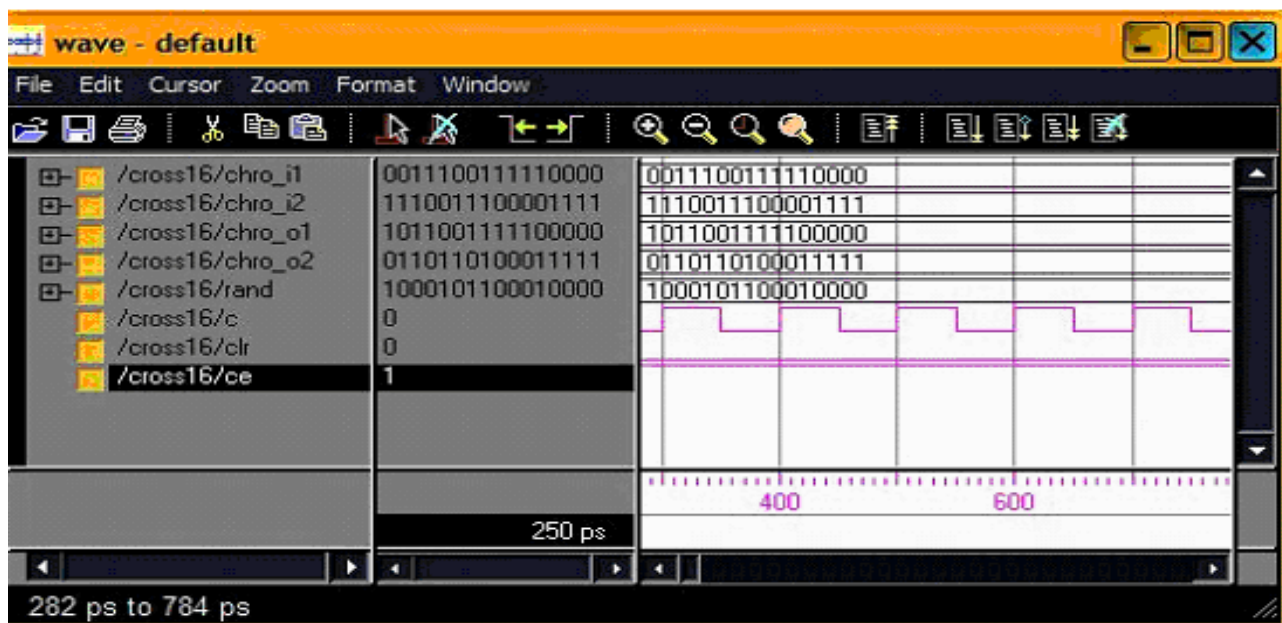 wave - default
File Edit Cursor Zoom Format Window
/cross16/chro_i1 0011100111110000 0011100111110000
/cross16/chro_i2 1110011100001111 1110011100001111
/cross16/chro_o1 1011001111100000 1011001111100000
/cross16/chro_o2 0110110100011111 0110110100011111
/cross16/rand 1000101100010000 1000101100010000
/cross16/c 0
/cross16/clr 0
/cross16/ce 1
400 600
250 ps
282 ps to 784 ps